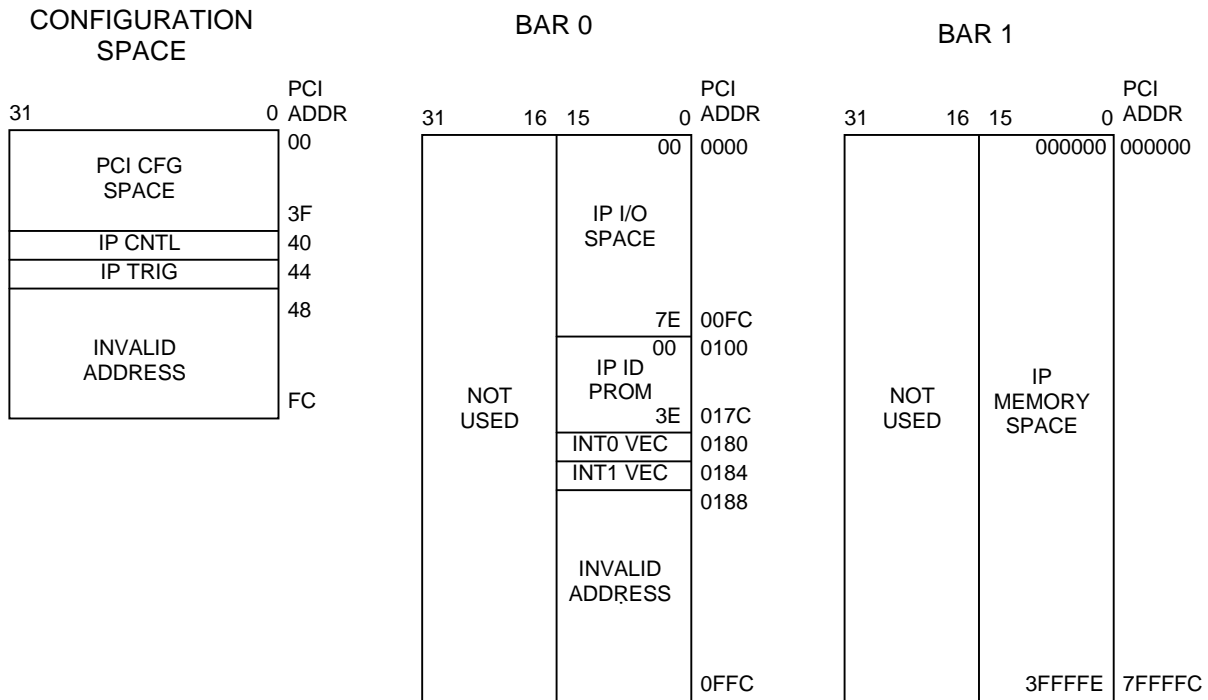 CONFIGURATION
SPACE
PCI
ADDR
31 0
00
PCI CFG
SPACE
3F
IP CNTL 40
IP TRIG 44
48
INVALID
ADDRESS
FC
BAR 0
PCI
ADDR
31 16 15 0
00 0000
IP I/O
SPACE
7E 00FC
00 0100
IP ID
PROM
3E 017C
NOT
USED
INT0 VEC 0180
INT1 VEC 0184
0188
INVALID
ADDRESS
0FFC
BAR 1
PCI
ADDR
31 16 15 0
000000 000000
NOT
USED
IP
MEMORY
SPACE
3FFFFE 7FFFFC